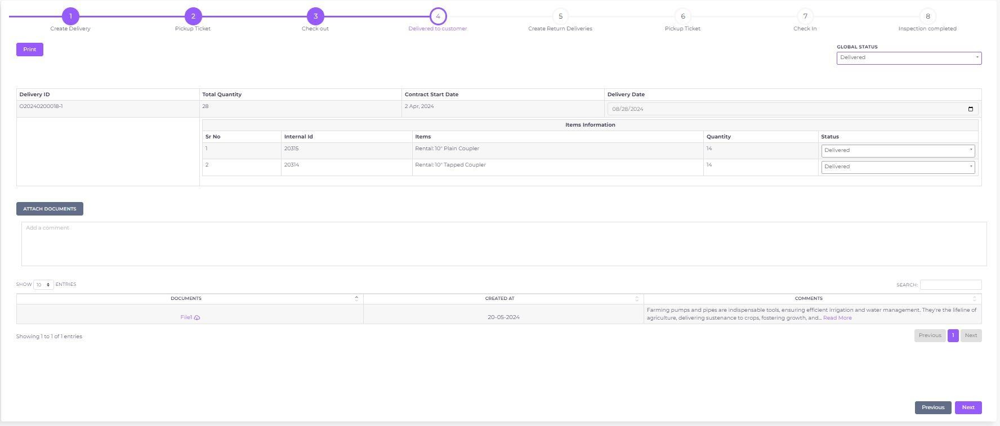 1 2 3 4 5 6 7 8
Create Delivery Pickup Ticket Check out Delivered to customer Create Return Deliveries Pickup Ticket Check In Inspection completed
Print
GLOBAL STATUS
Delivered
Delivery ID Total Quantity Contract Start Date Delivery Date
O20240200018-1 28 2 Apr, 2024 08/28/2024
Items Information
Sr No Internal Id Items Quantity Status
1 20315 Rental: 10" Plain Coupler 14 Delivered
2 20314 Rental: 10" Tapped Coupler 14 Delivered
ATTACH DOCUMENTS
Add a comment
SHOW 10 ENTRIES SEARCH:
DOCUMENTS CREATED AT COMMENTS
File1 20-05-2024 Farming pumps and pipes are indispensable tools, ensuring efficient irrigation and water management. They're the lifeline of
agriculture, delivering sustenance to crops, fostering growth, and... Read More
Showing 1 to 1 of 1 entries Previous 1 Next
Previous Next